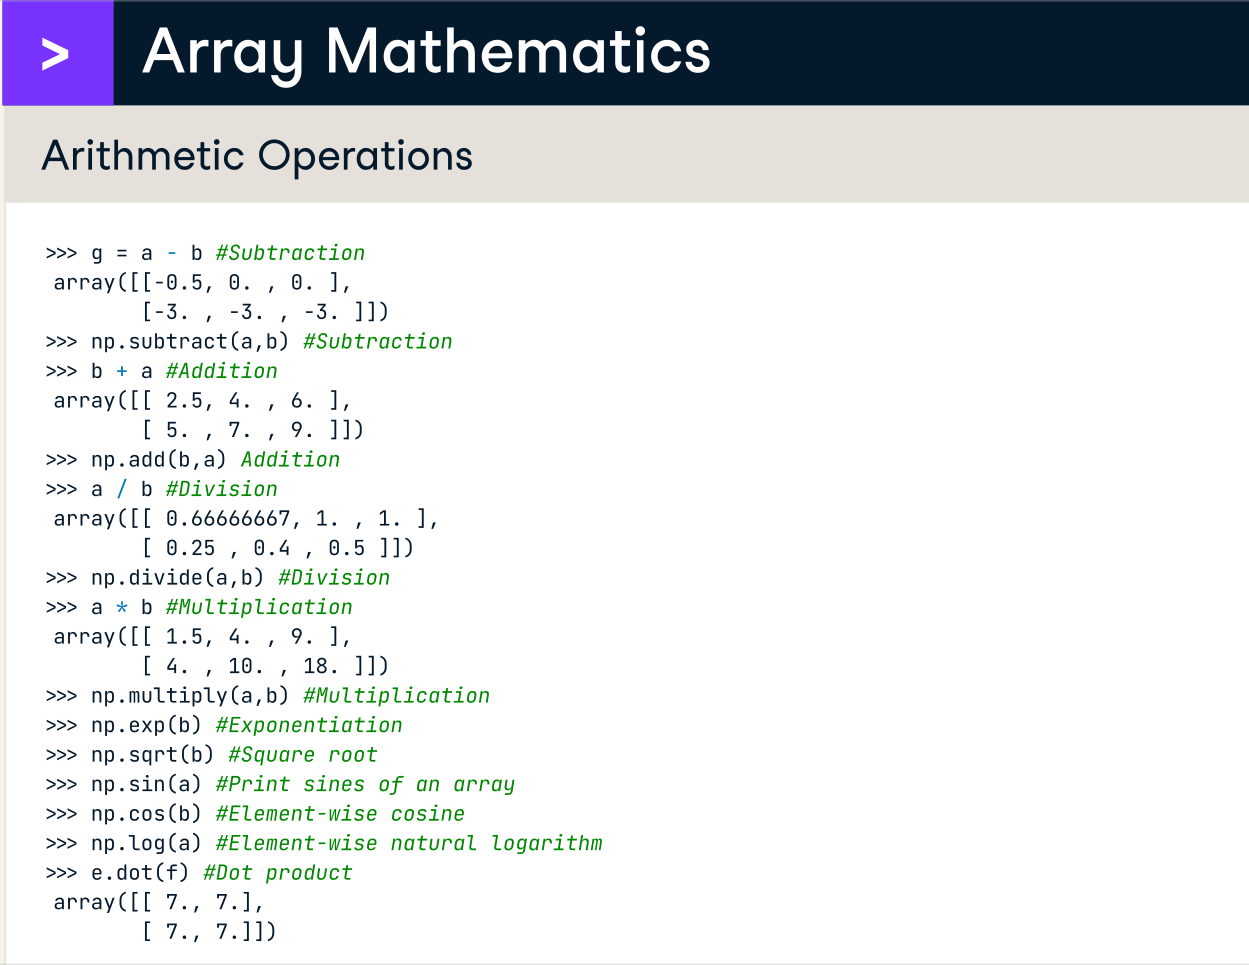 > Array Mathematics
Arithmetic Operations
>>> g = a - b #Subtraction
array([[-0.5, 0. , 0. ],
[-3. , -3. , -3. ]])
>>> np.subtract(a,b) #Subtraction
>>> b + a #Addition
array([[ 2.5, 4. , 6. ],
[ 5. , 7. , 9. ]])
>>> np.add(b,a) Addition
>>> a / b #Division
array([[ 0.66666667, 1. , 1. ],
[ 0.25 , 0.4 , 0.5 ]])
>>> np.divide(a,b) #Division
>>> a * b #Multiplication
array([[ 1.5, 4. , 9. ],
[ 4. , 10. , 18. ]])
>>> np.multiply(a,b) #Multiplication
>>> np.exp(b) #Exponentiation
>>> np.sqrt(b) #Square root
>>> np.sin(a) #Print sines of an array
>>> np.cos(b) #Element-wise cosine
>>> np.log(a) #Element-wise natural logarithm
>>> e.dot(f) #Dot product
array([[ 7., 7.],
[ 7., 7.]])